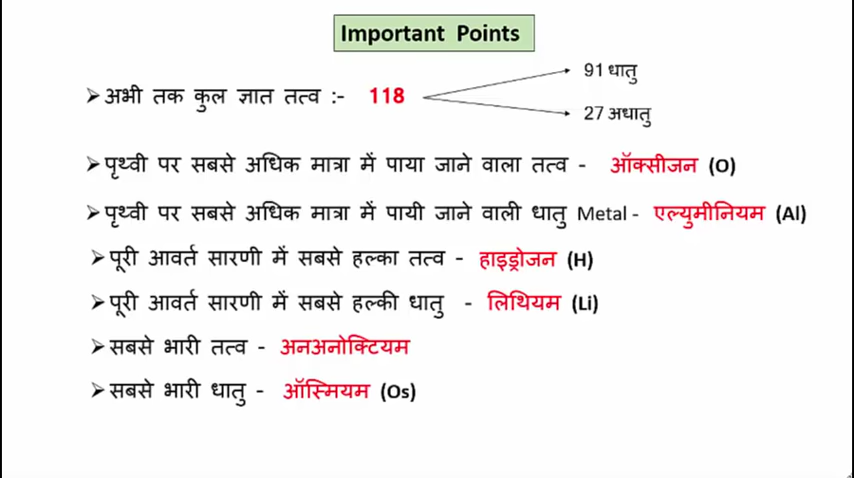 Important Points
➢अभी तक कुल ज्ञात तत्व :- 118
91 धातु
27 अधातु
➢पृथ्वी पर सबसे अधिक मात्रा में पाया जाने वाला तत्व - ऑक्सीजन (O)
➢पृथ्वी पर सबसे अधिक मात्रा में पायी जाने वाली धातु Metal - एल्युमीनियम (Al)
➢पूरी आवर्त सारणी में सबसे हल्का तत्व - हाइड्रोजन (H)
➢पूरी आवर्त सारणी में सबसे हल्की धातु - लिथियम (Li)
➢सबसे भारी तत्व - अनअनोक्टियम
➢सबसे भारी धातु - ऑस्मियम (Os)